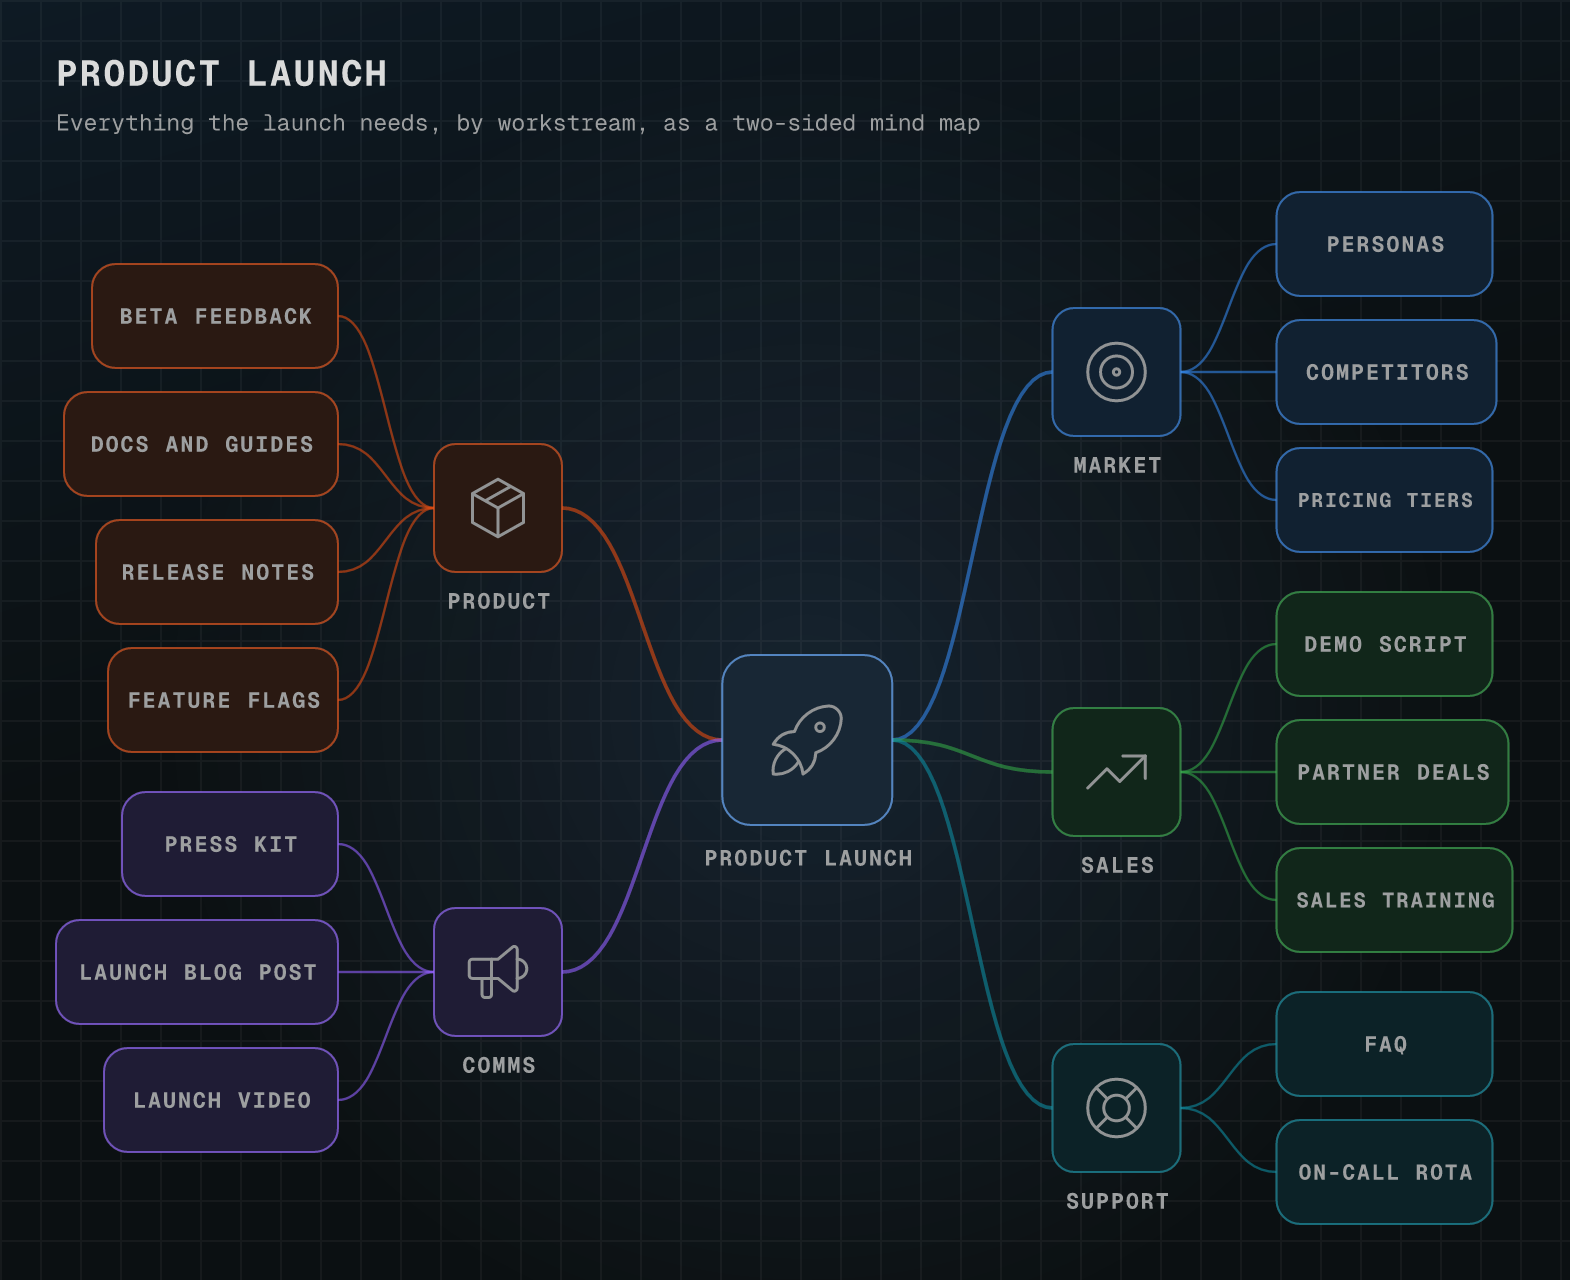 PRODUCT LAUNCH
Everything the launch needs, by workstream, as a two-sided mind map
BETA FEEDBACK
DOCS AND GUIDES
RELEASE NOTES
FEATURE FLAGS
PRODUCT
PRESS KIT
LAUNCH BLOG POST
LAUNCH VIDEO
COMMS
PRODUCT LAUNCH
MARKET
PERSONAS
COMPETITORS
PRICING TIERS
SALES
DEMO SCRIPT
PARTNER DEALS
SALES TRAINING
SUPPORT
FAQ
ON-CALL ROTA